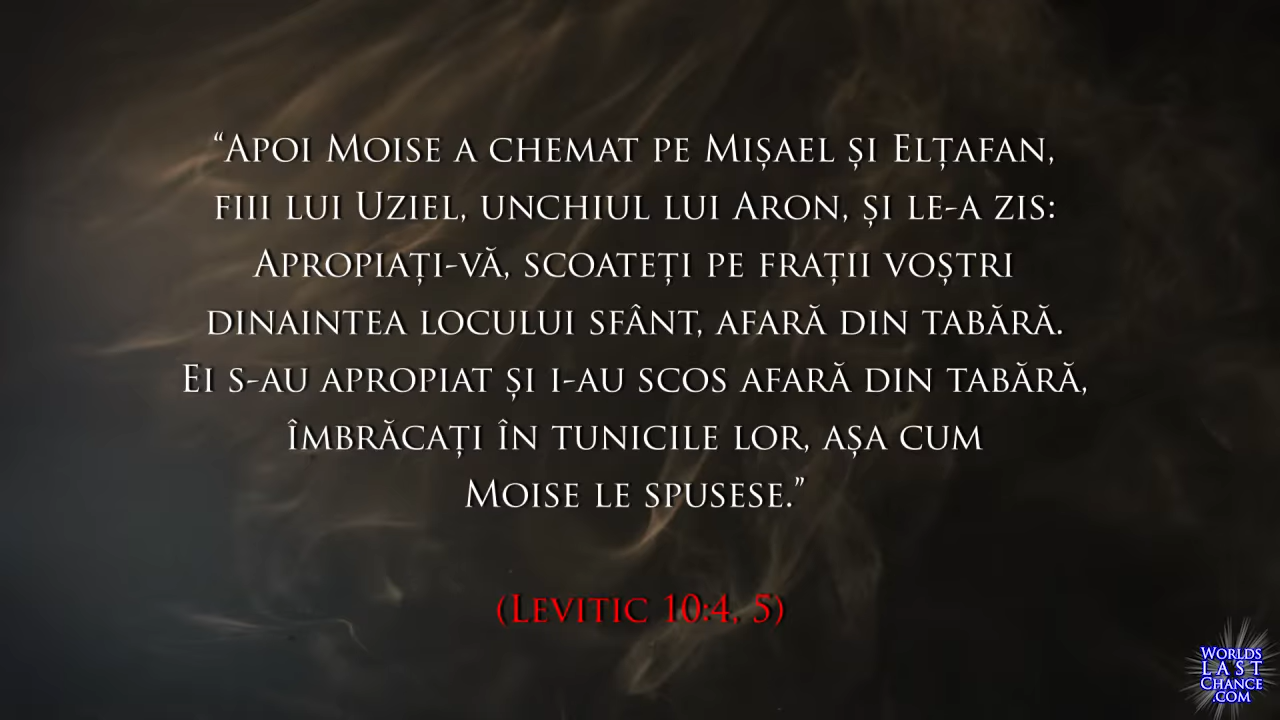 “Apoi Moise a chemat pe Mișael și Elțafan,
fiii lui Uziel, unchiul lui Aron, și le-a zis:
Apropiați-vă, scoateți pe frații voștri
dinaintea locului sfânt, afară din tabără.
Ei s-au apropiat și i-au scos afară din tabără,
îmbrăcați în tunicile lor, așa cum
Moise le spusese.”
(Levitic 10:4, 5)
Worlds
Last
Chance
.com